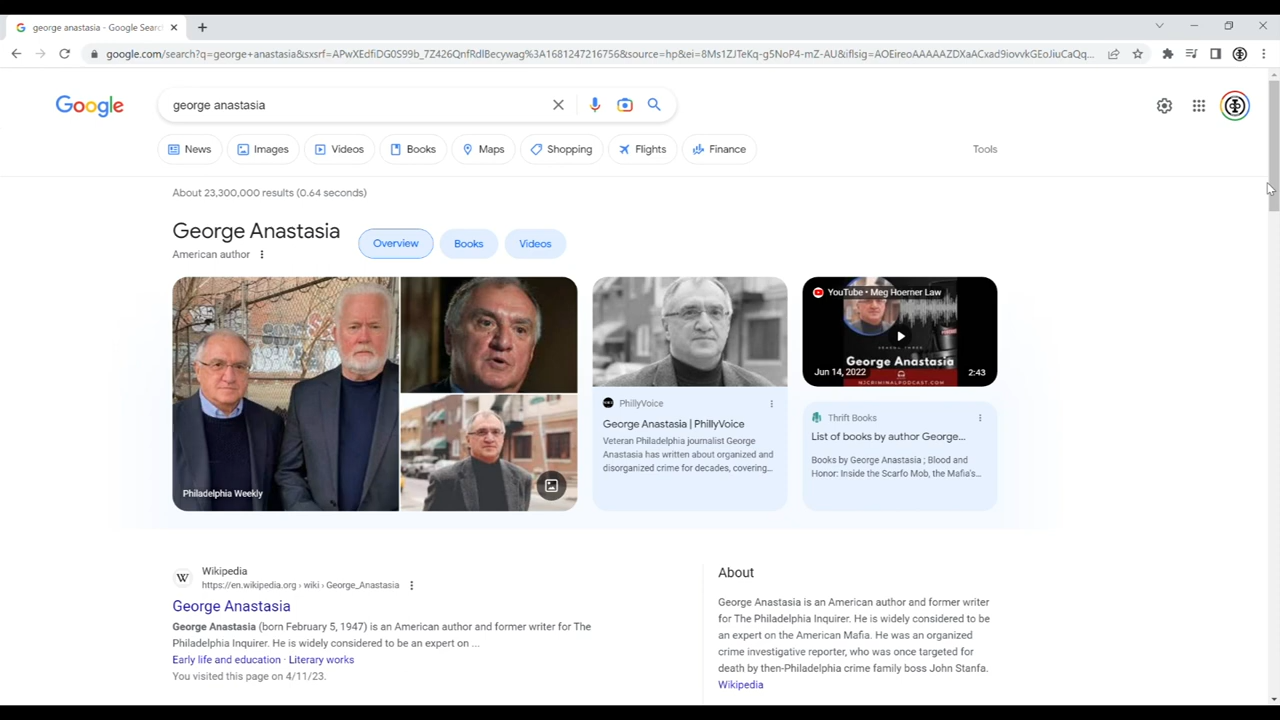 george anastasia - Google Searc
google.com/search?q=george+anastasia&sxsrf=APwXEdfiDG0S99b_7Z426QnfRdlBecywag%3A1681247216756&source=hp&ei=8Ms1ZJTeKq-g5NoP4-mZ-AU&iflsig=AOEireoAAAAAZDXaACxad9iovvkGEoJiuCaQq...
Google
george anastasia
News
Images
Videos
Books
Maps
Shopping
Flights
Finance
Tools
About 23,300,000 results (0.64 seconds)
George Anastasia
Overview
Books
Videos
American author
Philadelphia Weekly
PhillyVoice
George Anastasia | PhillyVoice
Veteran Philadelphia journalist George
Anastasia has written about organized and
disorganized crime for decades, covering...
YouTube • Meg Hoerner Law
George Anastasia
Jun 14, 2022
2:43
NJCRIMINALPODCAST.COM
Thrift Books
List of books by author George...
Books by George Anastasia ; Blood and
Honor: Inside the Scarfo Mob, the Mafia's...
Wikipedia
https://en.wikipedia.org › wiki › George_Anastasia
George Anastasia
George Anastasia (born February 5, 1947) is an American author and former writer for The
Philadelphia Inquirer. He is widely considered to be an expert on ...
Early life and education · Literary works
You visited this page on 4/11/23.
About
George Anastasia is an American author and former writer
for The Philadelphia Inquirer. He is widely considered to be
an expert on the American Mafia. He was an organized
crime investigative reporter, who was once targeted for
death by then-Philadelphia crime family boss John Stanfa.
Wikipedia